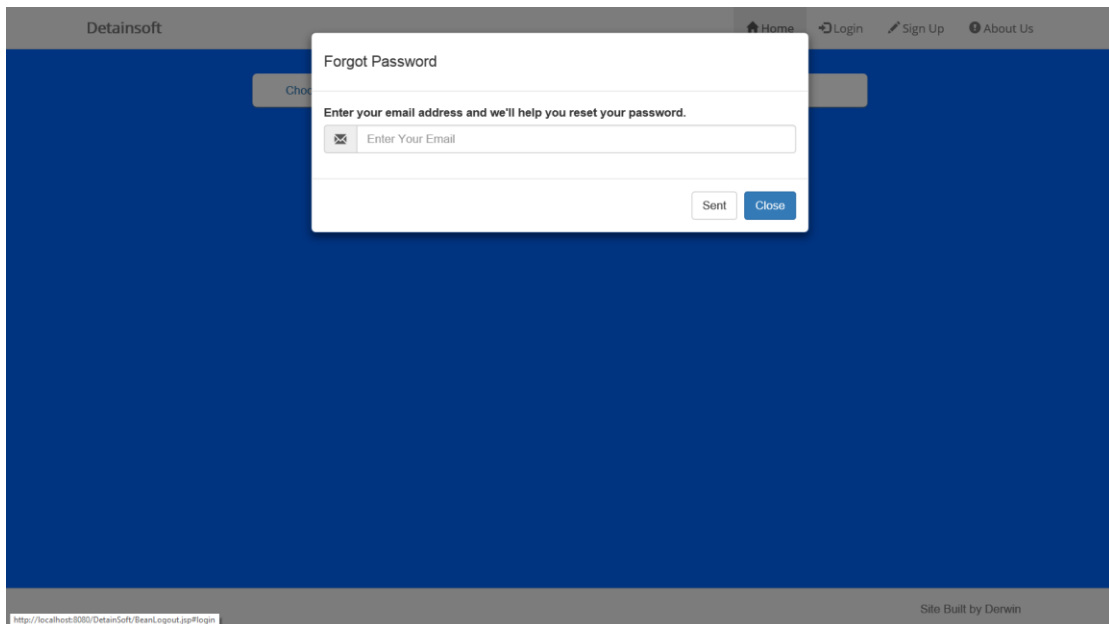 Detainsoft
Home
Login
Sign Up
About Us
Forgot Password
Choo
Enter your email address and we'll help you reset your password.
Enter Your Email
Sent
Close
Site Built by Derwin
http://localhost:8080/DetainSoft/BeanLogout.jsp#login